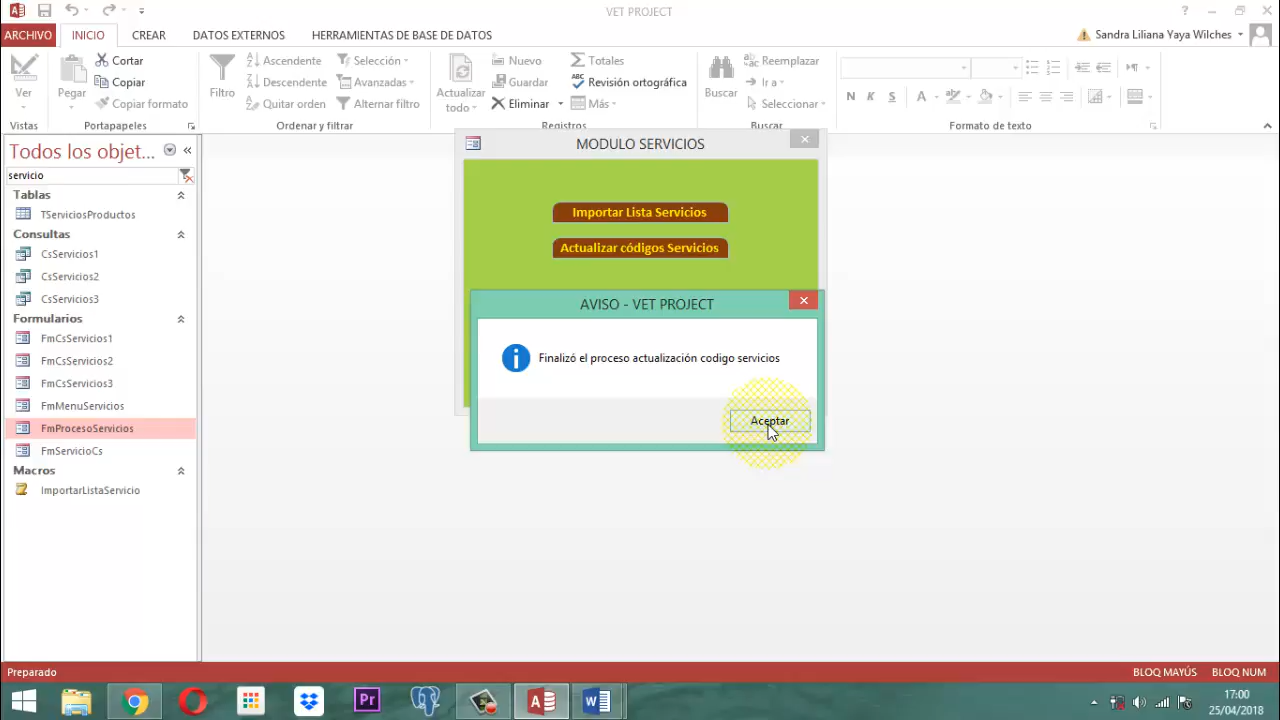 VET PROJECT
ARCHIVO INICIO CREAR DATOS EXTERNOS HERRAMIENTAS DE BASE DE DATOS
Sandra Liliana Yaya Wilches
Ver
Vistas
Pegar
Cortar
Copiar
Copiar formato
Portapapeles
Filtro
Ascendente
Descendente
Quitar orden
Selección
Avanzadas
Alternar filtro
Ordenar y filtrar
Actualizar todo
Nuevo
Guardar
Eliminar
Totales
Revisión ortográfica
Más
Registros
Buscar
Reemplazar
Ir a
Seleccionar
Buscar
N K S
A
Formato de texto
Todos los objet...
servicio
Tablas
TServiciosProductos
Consultas
CsServicios1
CsServicios2
CsServicios3
Formularios
FmCsServicios1
FmCsServicios2
FmCsServicios3
FmMenuServicios
FmProcesoServicios
FmServicioCs
Macros
ImportarListaServicio
MODULO SERVICIOS
Importar Lista Servicios
Actualizar códigos Servicios
AVISO - VET PROJECT
Finalizó el proceso actualización codigo servicios
Aceptar
Preparado
BLOQ MAYÚS BLOQ NUM
Pr
17:00
25/04/2018